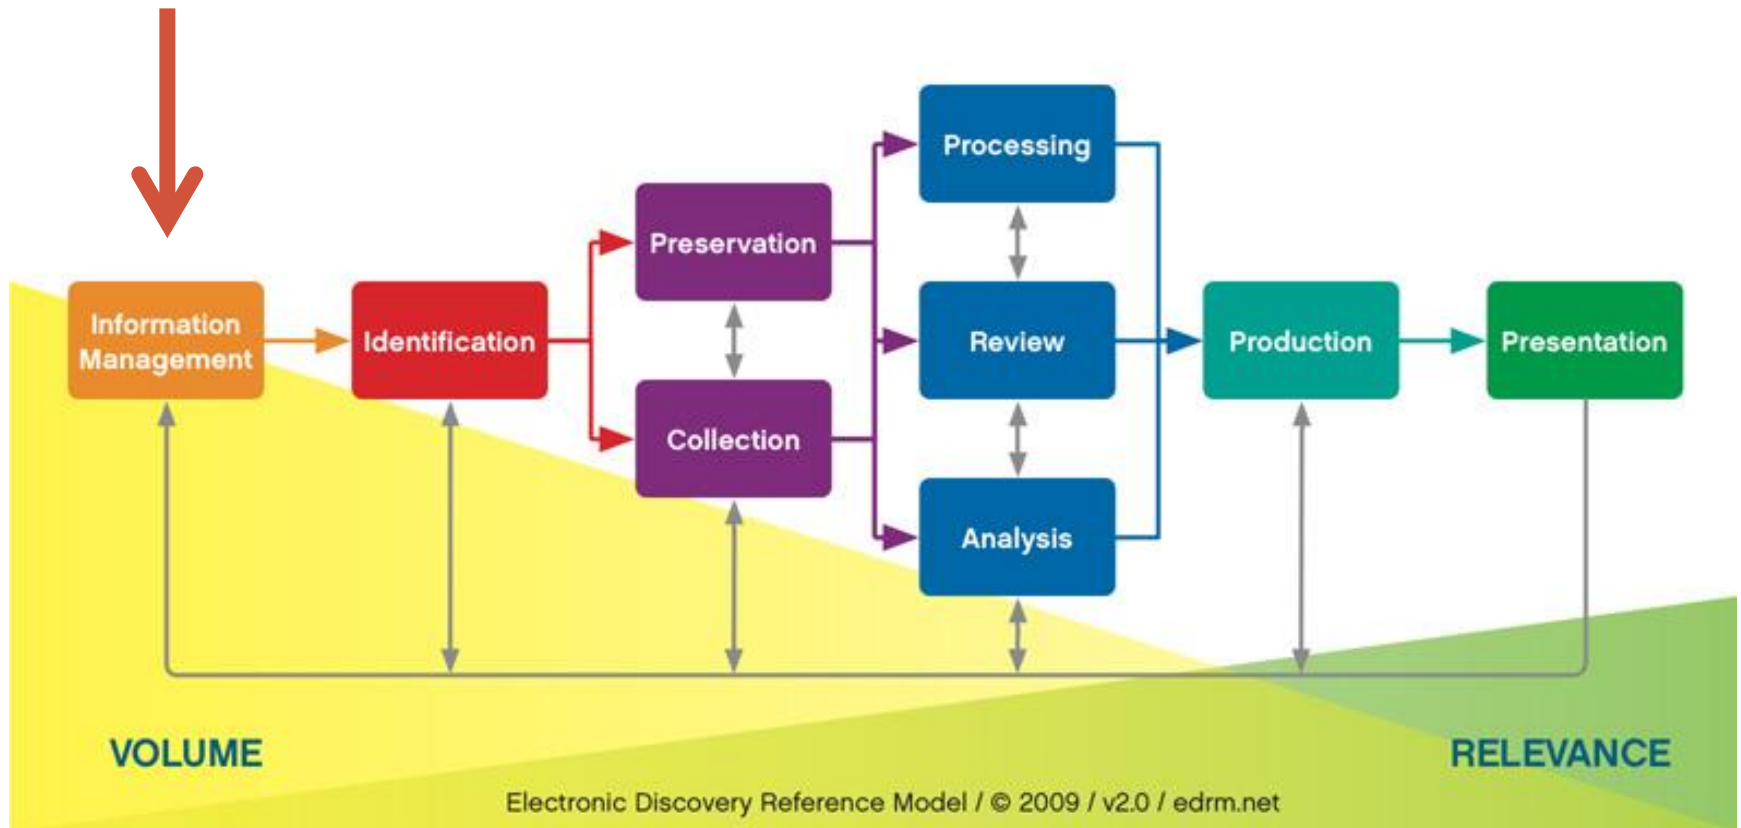 Information
Management
Identification
Preservation
Collection
Processing
Review
Analysis
Production
Presentation
VOLUME
RELEVANCE
Electronic Discovery Reference Model / © 2009 / v2.0 / edrm.net